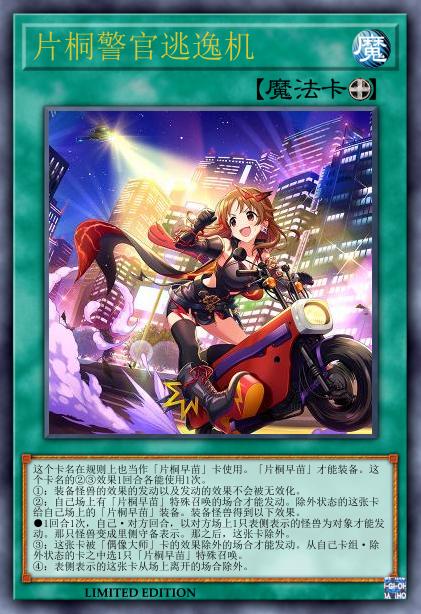 片桐警官逃逸机
魔
【魔法卡】
这个卡名在规则上也当作「片桐早苗」卡使用。「片桐早苗」才能装备。这
个卡名的②③效果1回合各能使用1次。
①：装备怪兽的效果的发动以及发动的效果不会被无效化。
②：自己场上有「片桐早苗」特殊召唤的场合才能发动。除外状态的这张卡
给自己场上的「片桐早苗」装备。装备怪兽得到以下效果。
●1回合1次，自己·对方回合，以对方场上1只表侧表示的怪兽为对象才能发
动。那只怪兽变成里侧守备表示。那之后，这张卡除外。
③：这张卡被「偶像大师」卡的效果除外的场合才能发动。从自己卡组·除
外状态的卡之中选1只「片桐早苗」特殊召唤。
④：表侧表示的这张卡从场上离开的场合除外。
LIMITED EDITION